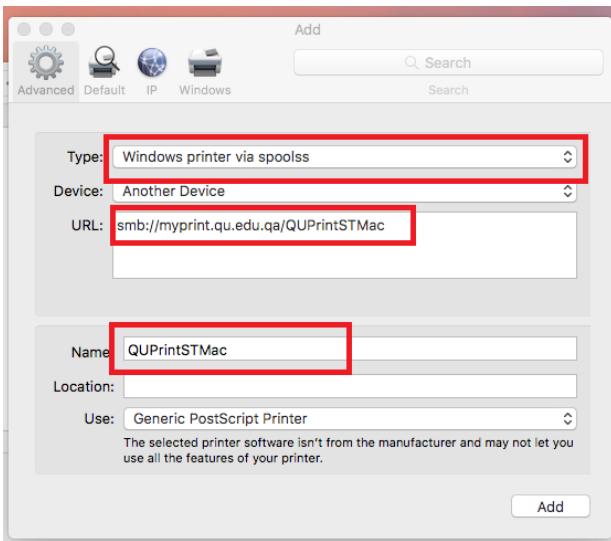 Add
Search
Advanced Default IP Windows Search
Type: Windows printer via spoolss
Device: Another Device
URL: smb://myprint.qu.edu.qa/QUPrintSTMac
Name QUPrintSTMac
Location:
Use: Generic PostScript Printer
The selected printer software isn't from the manufacturer and may not let you
use all the features of your printer.
Add